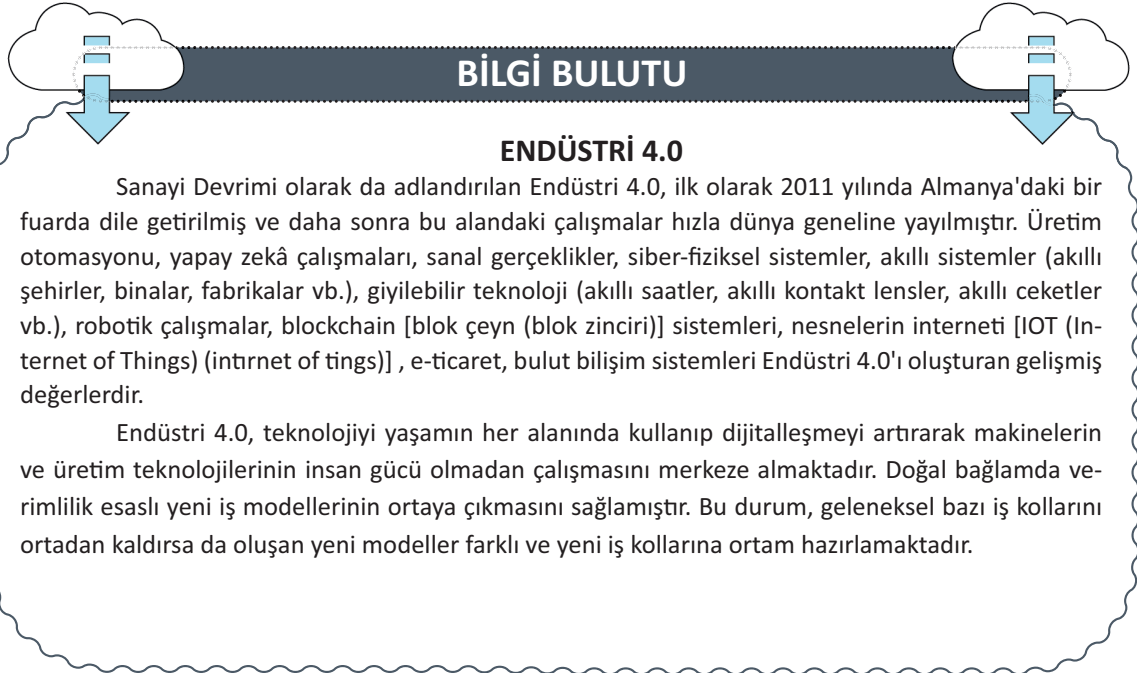 BİLGİ BULUTU
ENDÜSTRİ 4.0
Sanayi Devrimi olarak da adlandırılan Endüstri 4.0, ilk olarak 2011 yılında Almanya'daki bir
fuarda dile getirilmiş ve daha sonra bu alandaki çalışmalar hızla dünya geneline yayılmıştır. Üretim
otomasyonu, yapay zekâ çalışmaları, sanal gerçeklikler, siber-fiziksel sistemler, akıllı sistemler (akıllı
şehirler, binalar, fabrikalar vb.), giyilebilir teknoloji (akıllı saatler, akıllı kontakt lensler, akıllı ceketler
vb.), robotik çalışmalar, blockchain [blok çeyn (blok zinciri)] sistemleri, nesnelerin interneti [IOT (In-
ternet of Things) (intırnet of tings)] , e-ticaret, bulut bilişim sistemleri Endüstri 4.0'ı oluşturan gelişmiş
değerlerdir.
Endüstri 4.0, teknolojiyi yaşamın her alanında kullanıp dijitalleşmeyi artırarak makinelerin
ve üretim teknolojilerinin insan gücü olmadan çalışmasını merkeze almaktadır. Doğal bağlamda ve-
rimlilik esaslı yeni iş modellerinin ortaya çıkmasını sağlamıştır. Bu durum, geleneksel bazı iş kollarını
ortadan kaldırsa da oluşan yeni modeller farklı ve yeni iş kollarına ortam hazırlamaktadır.